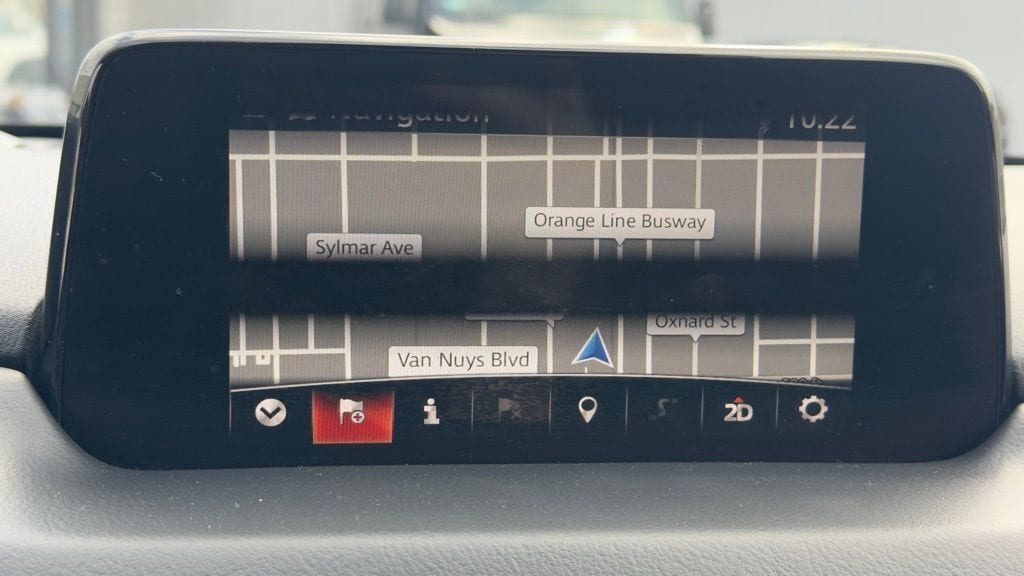 Navigation
10:22
Orange Line Busway
Sylmar Ave
Oxnard St
Van Nuys Blvd
2D